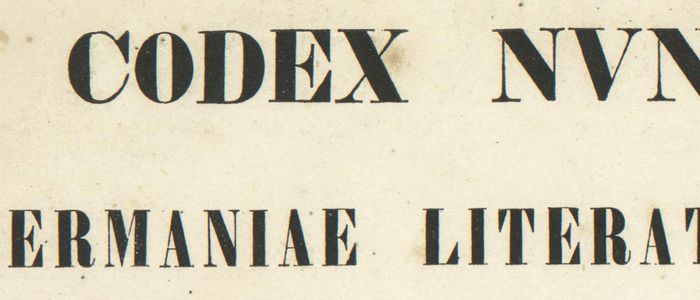 CODEX NVN
ERMANIAE LITERAT